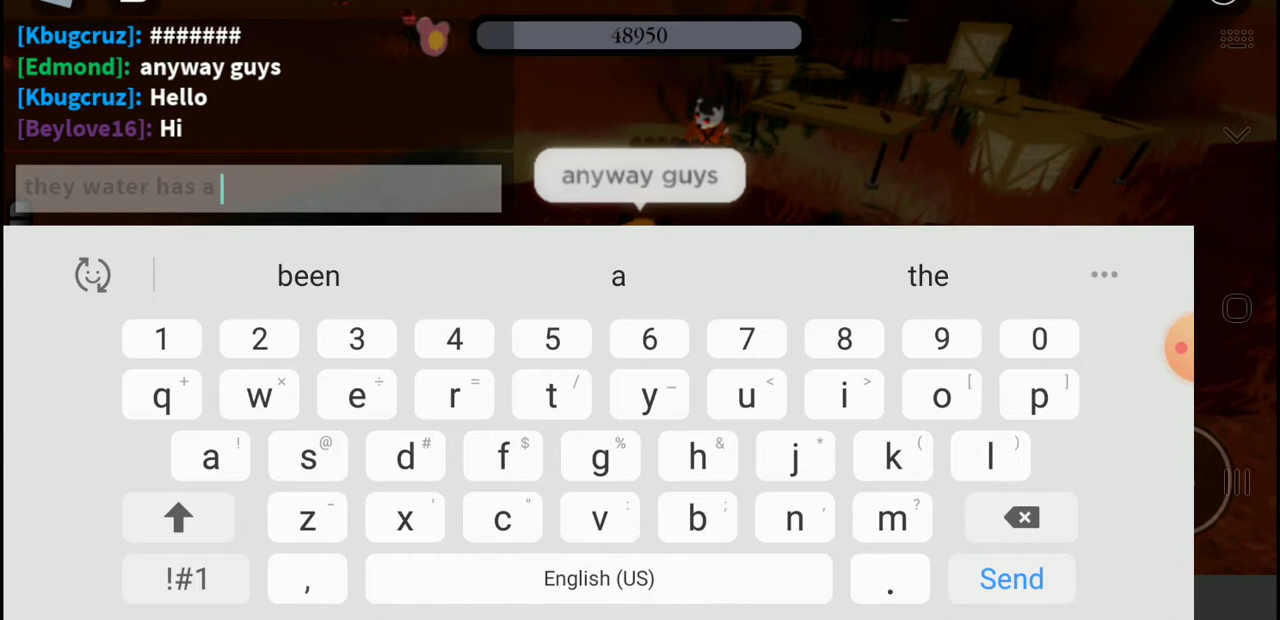 [Kbugcruz]: #######
48950
[Edmond]: anyway guys
[Kbugcruz]: Hello
[Beylove16]: Hi
they water has a
anyway guys
been a the
1 2 3 4 5 6 7 8 9 0
q + w × e ÷ r = t / y _ u < i > o [ p ]
a ! s @ d # f $ g % h & j * k ( l )
z - x ' c " v : b ; n , m ?
!#1 , English (US) . Send